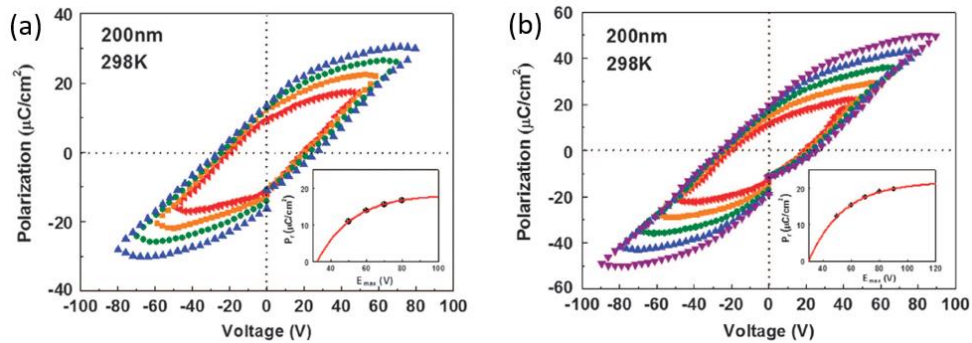 (a)
200nm
298K
Polarization (μC/cm²)
40
20
0
-20
-40
-100 -80 -60 -40 -20 0 20 40 60 80 100
Voltage (V)
Pr (μC/cm²)
20
10
0
40 60 80 100
Emax (V)
(b)
200nm
298K
Polarization (μC/cm²)
60
40
20
0
-20
-40
-60
-100 -80 -60 -40 -20 0 20 40 60 80 100
Voltage (V)
Pr (μC/cm²)
20
10
0
40 60 80 100 120
Emax (V)